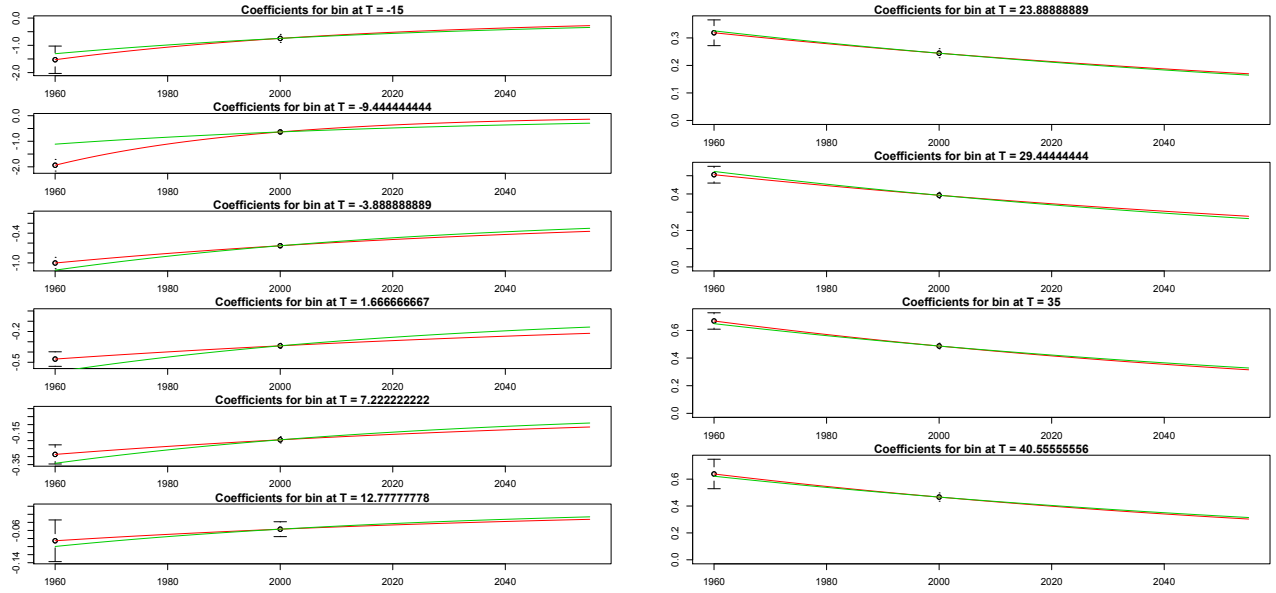 Coefficients for bin at T = -15
0.0
-1.0
-2.0
1960 1980 2000 2020 2040
Coefficients for bin at T = -9.444444444
0.0
-1.0
-2.0
1960 1980 2000 2020 2040
Coefficients for bin at T = -3.888888889
-0.4
-1.0
1960 1980 2000 2020 2040
Coefficients for bin at T = 1.666666667
-0.2
-0.5
1960 1980 2000 2020 2040
Coefficients for bin at T = 7.222222222
-0.15
-0.35
1960 1980 2000 2020 2040
Coefficients for bin at T = 12.77777778
-0.06
-0.14
1960 1980 2000 2020 2040
Coefficients for bin at T = 23.88888889
0.3
0.2
0.1
0.0
1960 1980 2000 2020 2040
Coefficients for bin at T = 29.44444444
0.4
0.2
0.0
1960 1980 2000 2020 2040
Coefficients for bin at T = 35
0.6
0.4
0.2
0.0
1960 1980 2000 2020 2040
Coefficients for bin at T = 40.55555556
0.6
0.4
0.2
0.0
1960 1980 2000 2020 2040